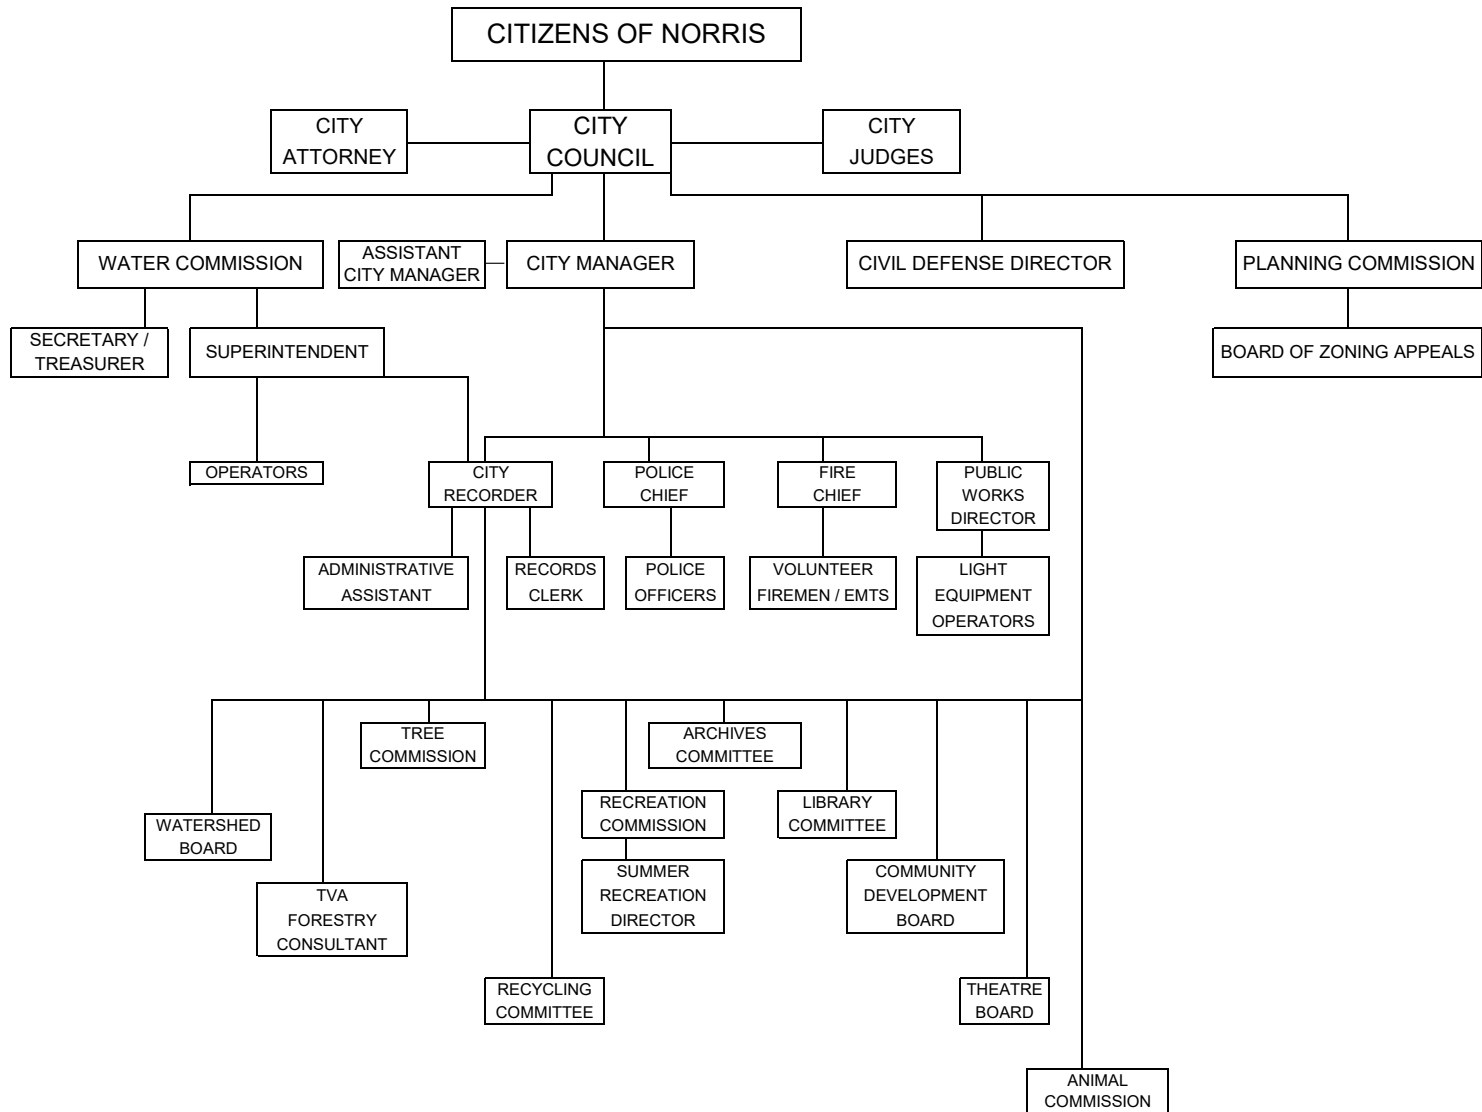 CITIZENS OF NORRIS
CITY
ATTORNEY
CITY
COUNCIL
CITY
JUDGES
WATER COMMISSION
ASSISTANT
CITY MANAGER
CITY MANAGER
CIVIL DEFENSE DIRECTOR
PLANNING COMMISSION
SECRETARY /
TREASURER
SUPERINTENDENT
BOARD OF ZONING APPEALS
OPERATORS
CITY
RECORDER
POLICE
CHIEF
FIRE
CHIEF
PUBLIC
WORKS
DIRECTOR
ADMINISTRATIVE
ASSISTANT
RECORDS
CLERK
POLICE
OFFICERS
VOLUNTEER
FIREMEN / EMTS
LIGHT
EQUIPMENT
OPERATORS
TREE
COMMISSION
ARCHIVES
COMMITTEE
WATERSHED
BOARD
RECREATION
COMMISSION
LIBRARY
COMMITTEE
TVA
FORESTRY
CONSULTANT
SUMMER
RECREATION
DIRECTOR
COMMUNITY
DEVELOPMENT
BOARD
RECYCLING
COMMITTEE
THEATRE
BOARD
ANIMAL
COMMISSION